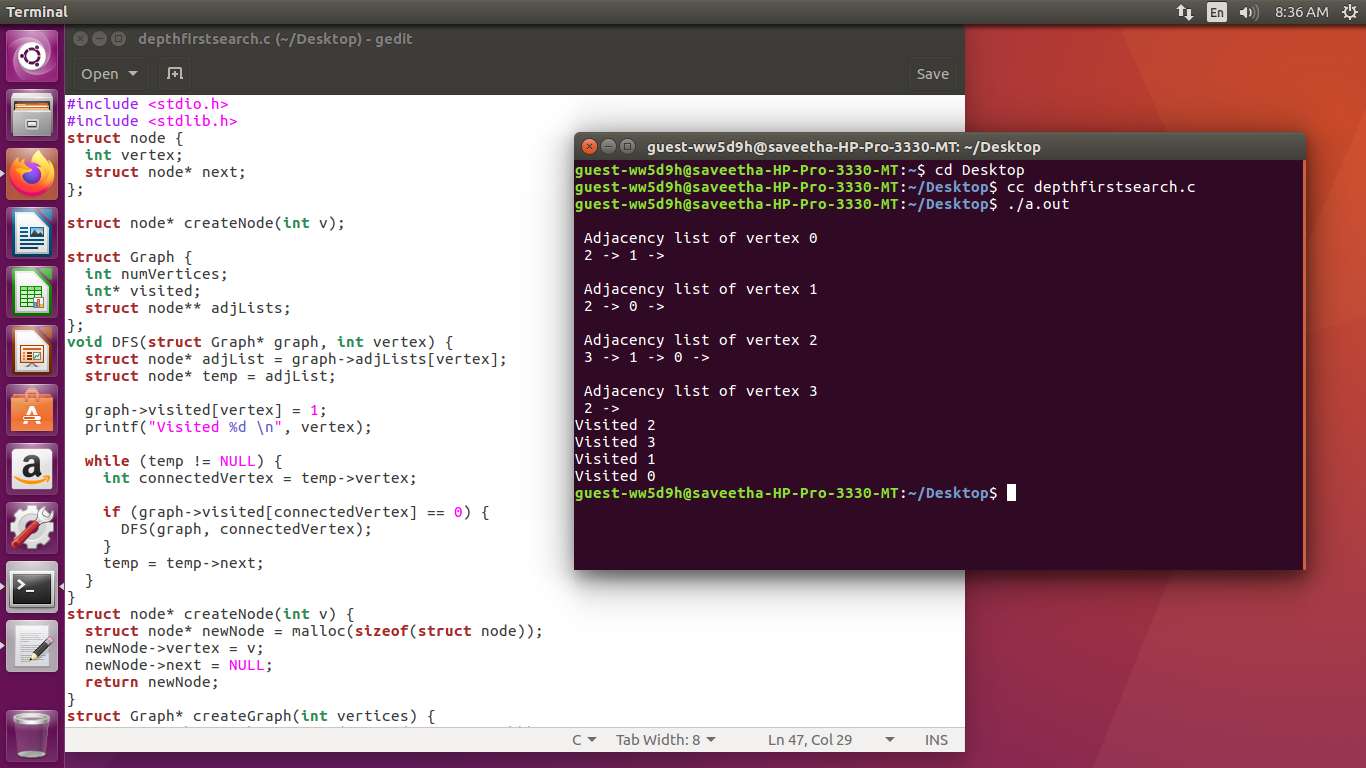 Terminal
En
8:36 AM
depthfirstsearch.c (~/Desktop) - gedit
Open
Save
#include <stdio.h>
#include <stdlib.h>
struct node {
  int vertex;
  struct node* next;
};

struct node* createNode(int v);

struct Graph {
  int numVertices;
  int* visited;
  struct node** adjLists;
};
void DFS(struct Graph* graph, int vertex) {
  struct node* adjList = graph->adjLists[vertex];
  struct node* temp = adjList;

  graph->visited[vertex] = 1;
  printf("Visited %d \n", vertex);

  while (temp != NULL) {
    int connectedVertex = temp->vertex;

    if (graph->visited[connectedVertex] == 0) {
      DFS(graph, connectedVertex);
    }
    temp = temp->next;
  }
}
struct node* createNode(int v) {
  struct node* newNode = malloc(sizeof(struct node));
  newNode->vertex = v;
  newNode->next = NULL;
  return newNode;
}
struct Graph* createGraph(int vertices) {
C
Tab Width: 8
Ln 47, Col 29
INS
guest-ww5d9h@saveetha-HP-Pro-3330-MT: ~/Desktop
guest-ww5d9h@saveetha-HP-Pro-3330-MT:~$ cd Desktop
guest-ww5d9h@saveetha-HP-Pro-3330-MT:~/Desktop$ cc depthfirstsearch.c
guest-ww5d9h@saveetha-HP-Pro-3330-MT:~/Desktop$ ./a.out

 Adjacency list of vertex 0
 2 -> 1 ->

 Adjacency list of vertex 1
 2 -> 0 ->

 Adjacency list of vertex 2
 3 -> 1 -> 0 ->

 Adjacency list of vertex 3
 2 ->
Visited 2
Visited 3
Visited 1
Visited 0
guest-ww5d9h@saveetha-HP-Pro-3330-MT:~/Desktop$